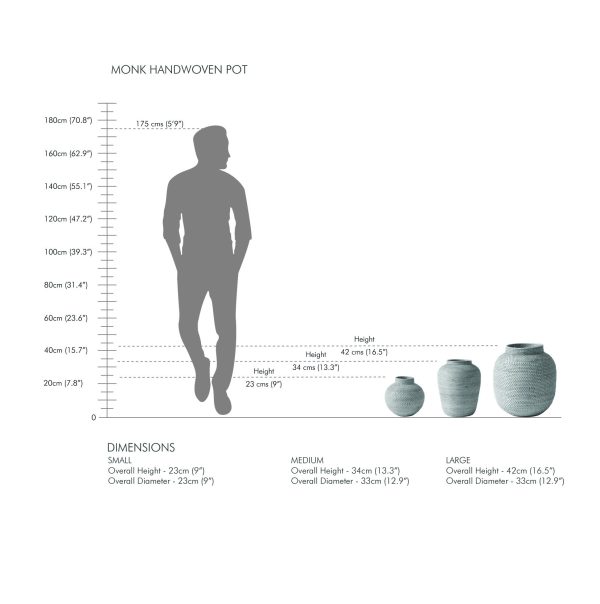 MONK HANDWOVEN POT
180cm (70.8")
175 cms (5'9")
160cm (62.9")
140cm (55.1")
120cm (47.2")
100cm (39.3")
80cm (31.4")
60cm (23.6")
40cm (15.7")
20cm (7.8")
0
Height
42 cms (16.5")
Height
34 cms (13.3")
Height
23 cms (9")
DIMENSIONS
SMALL
Overall Height - 23cm (9")
Overall Diameter - 23cm (9")
MEDIUM
Overall Height - 34cm (13.3")
Overall Diameter - 33cm (12.9")
LARGE
Overall Height - 42cm (16.5")
Overall Diameter - 33cm (12.9")